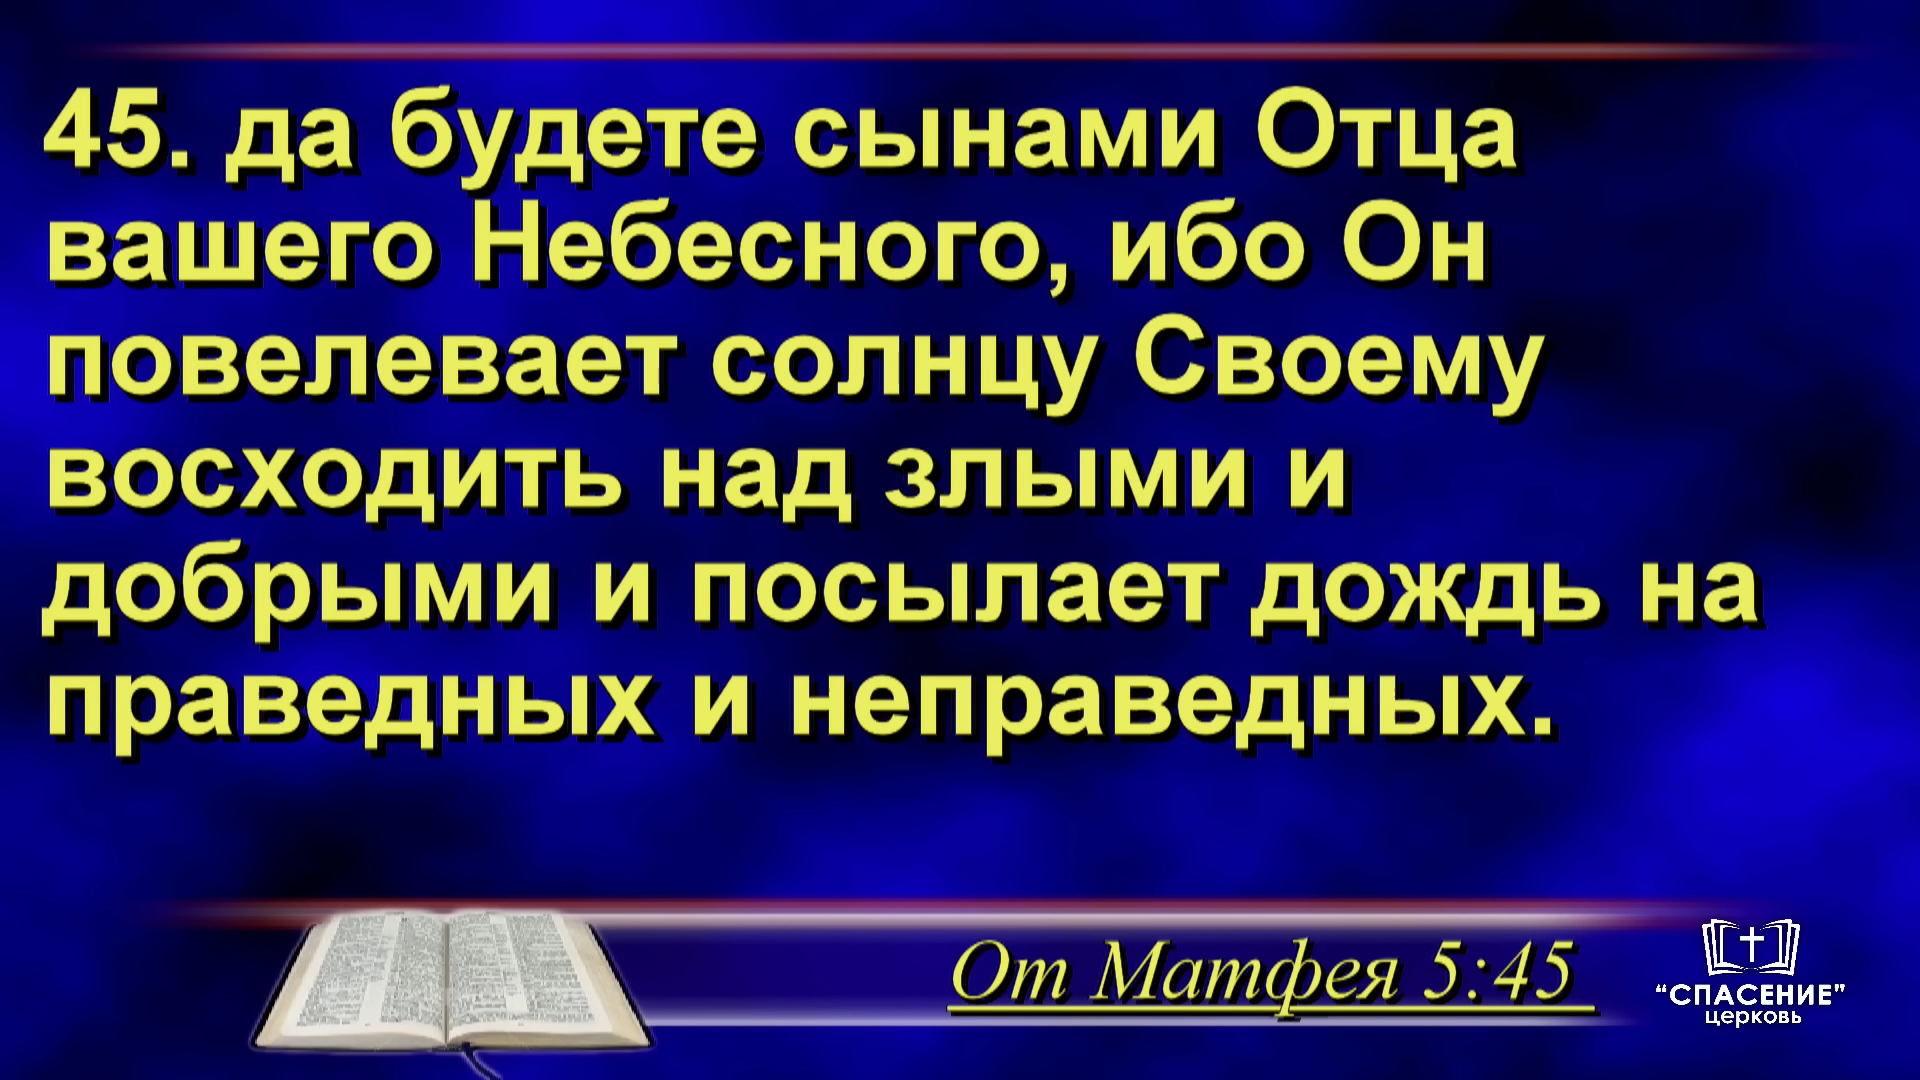 45. да будете сынами Отца
вашего Небесного, ибо Он
повелевает солнцу Своему
восходить над злыми и
добрыми и посылает дождь на
праведных и неправедных.
От Матфея 5:45
“СПАСЕНИЕ”
церковь